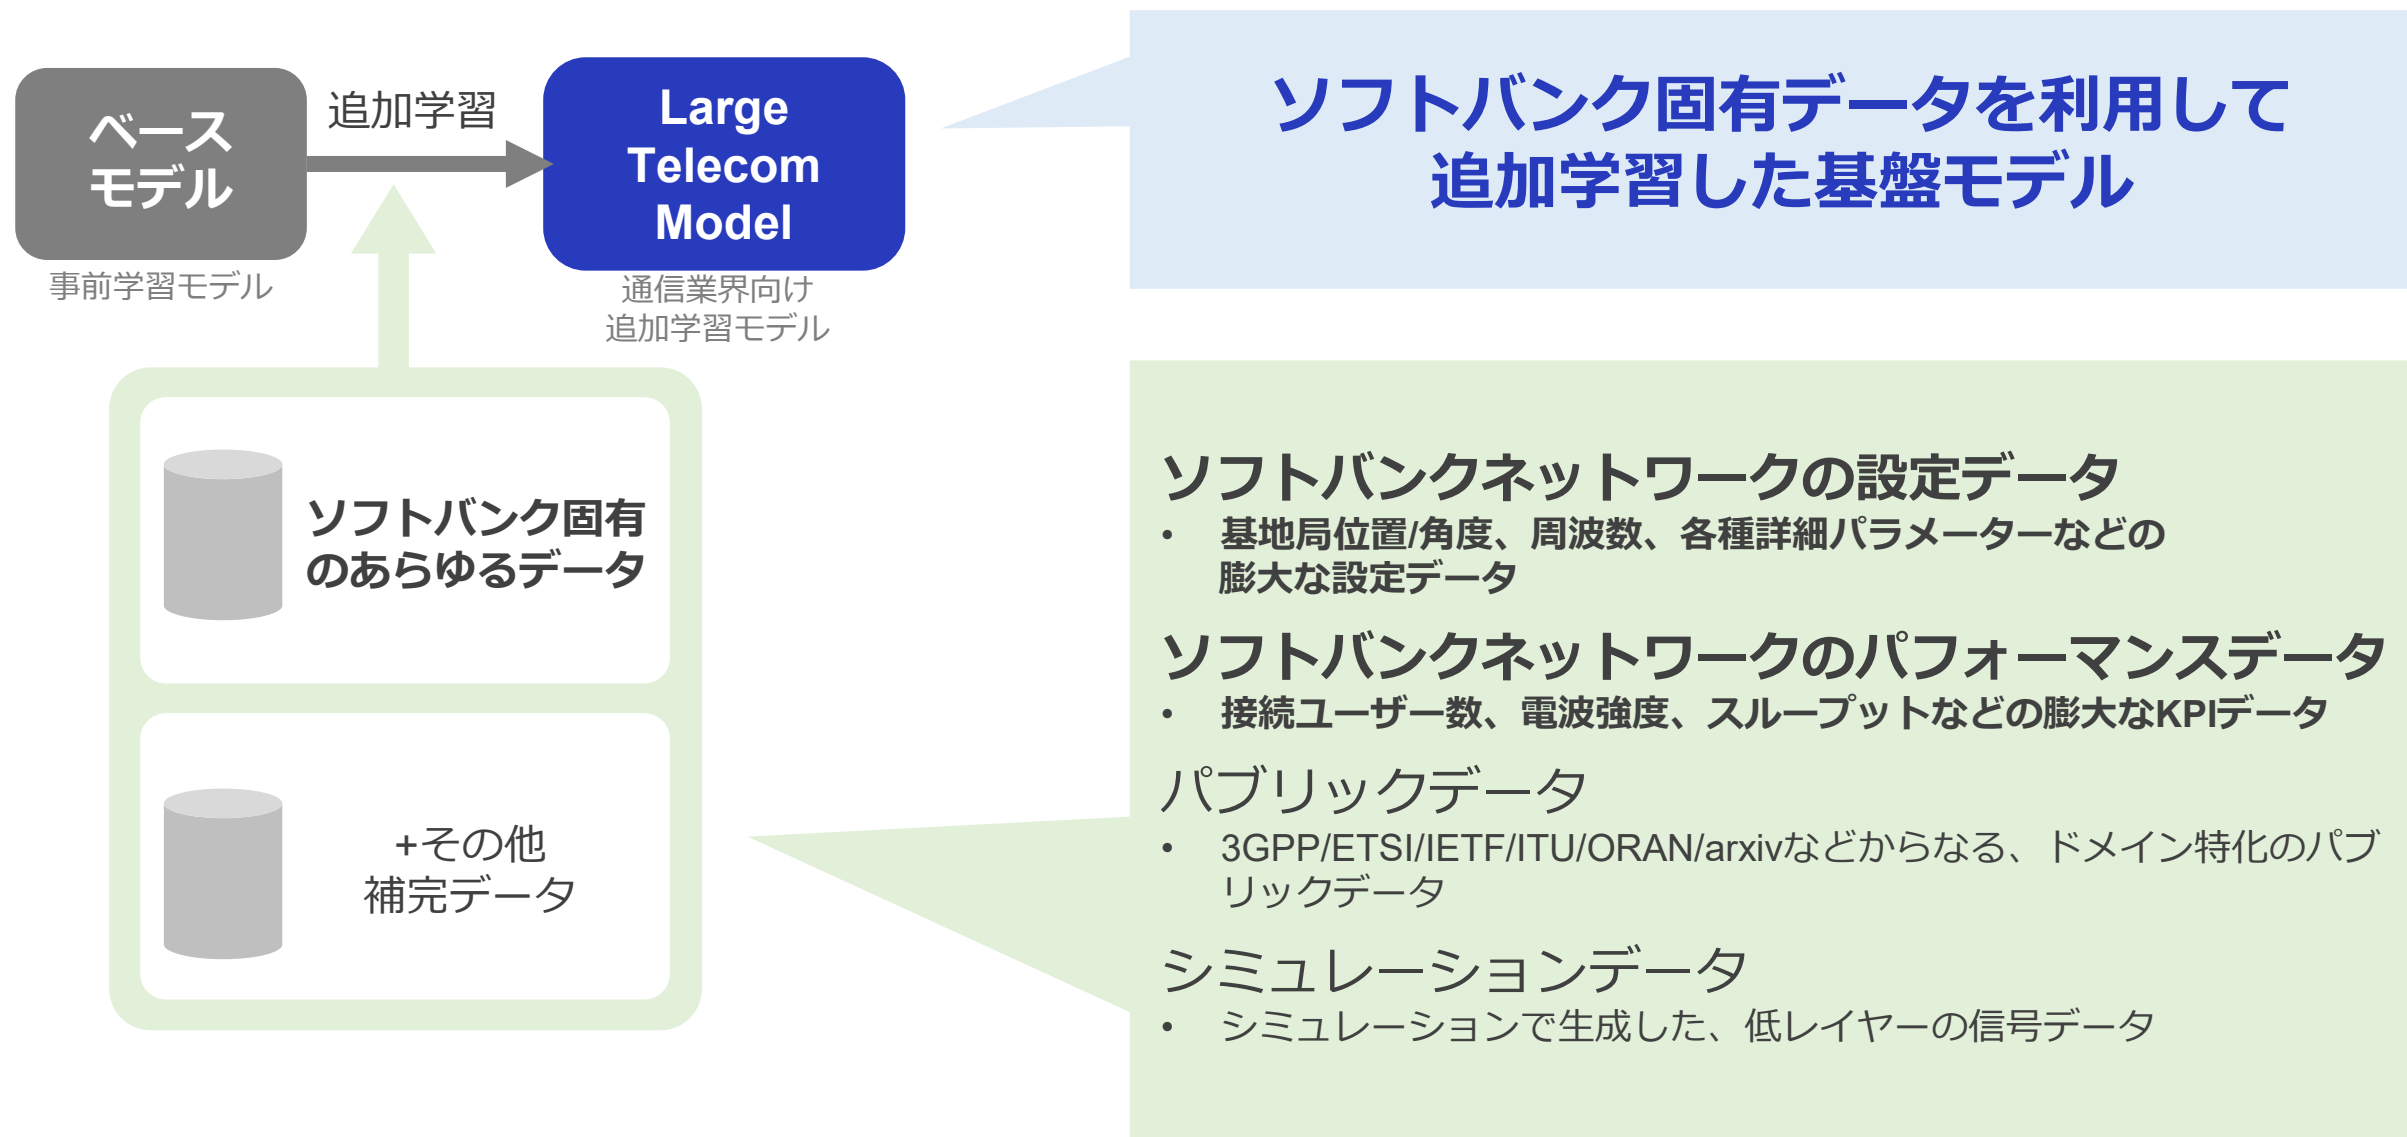 ベース
モデル
事前学習モデル
追加学習
Large
Telecom
Model
通信業界向け
追加学習モデル
ソフトバンク固有データを利用して
追加学習した基盤モデル
ソフトバンク固有
のあらゆるデータ
+その他
補完データ
ソフトバンクネットワークの設定データ
• 基地局位置/角度、周波数、各種詳細パラメーターなどの
膨大な設定データ
ソフトバンクネットワークのパフォーマンスデータ
• 接続ユーザー数、電波強度、スループットなどの膨大なKPIデータ
パブリックデータ
• 3GPP/ETSI/IETF/ITU/ORAN/arxivなどからなる、ドメイン特化のパブ
リックデータ
シミュレーションデータ
• シミュレーションで生成した、低レイヤーの信号データ